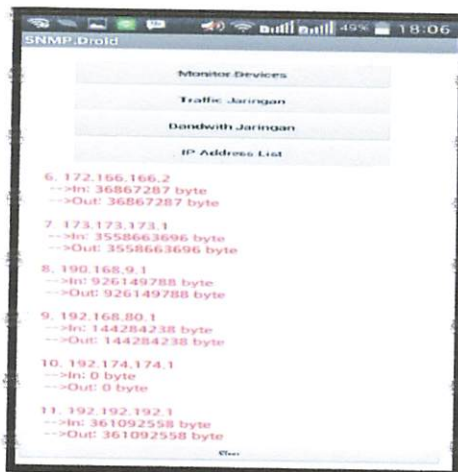 49% 18:06
SNMP.Droid
Monitor Devices
Traffic Jaringan
Bandwith Jaringan
IP Address List
6. 172.166.166.2
-->In: 36867287 byte
-->Out: 36867287 byte
7. 173.173.173.1
-->In: 3558663696 byte
-->Out: 3558663696 byte
8. 190.168.9.1
-->In: 926149788 byte
-->Out: 926149788 byte
9. 192.168.80.1
-->In: 144284238 byte
-->Out: 144284238 byte
10. 192.174.174.1
-->In: 0 byte
-->Out: 0 byte
11. 192.192.192.1
-->In: 361092558 byte
-->Out: 361092558 byte